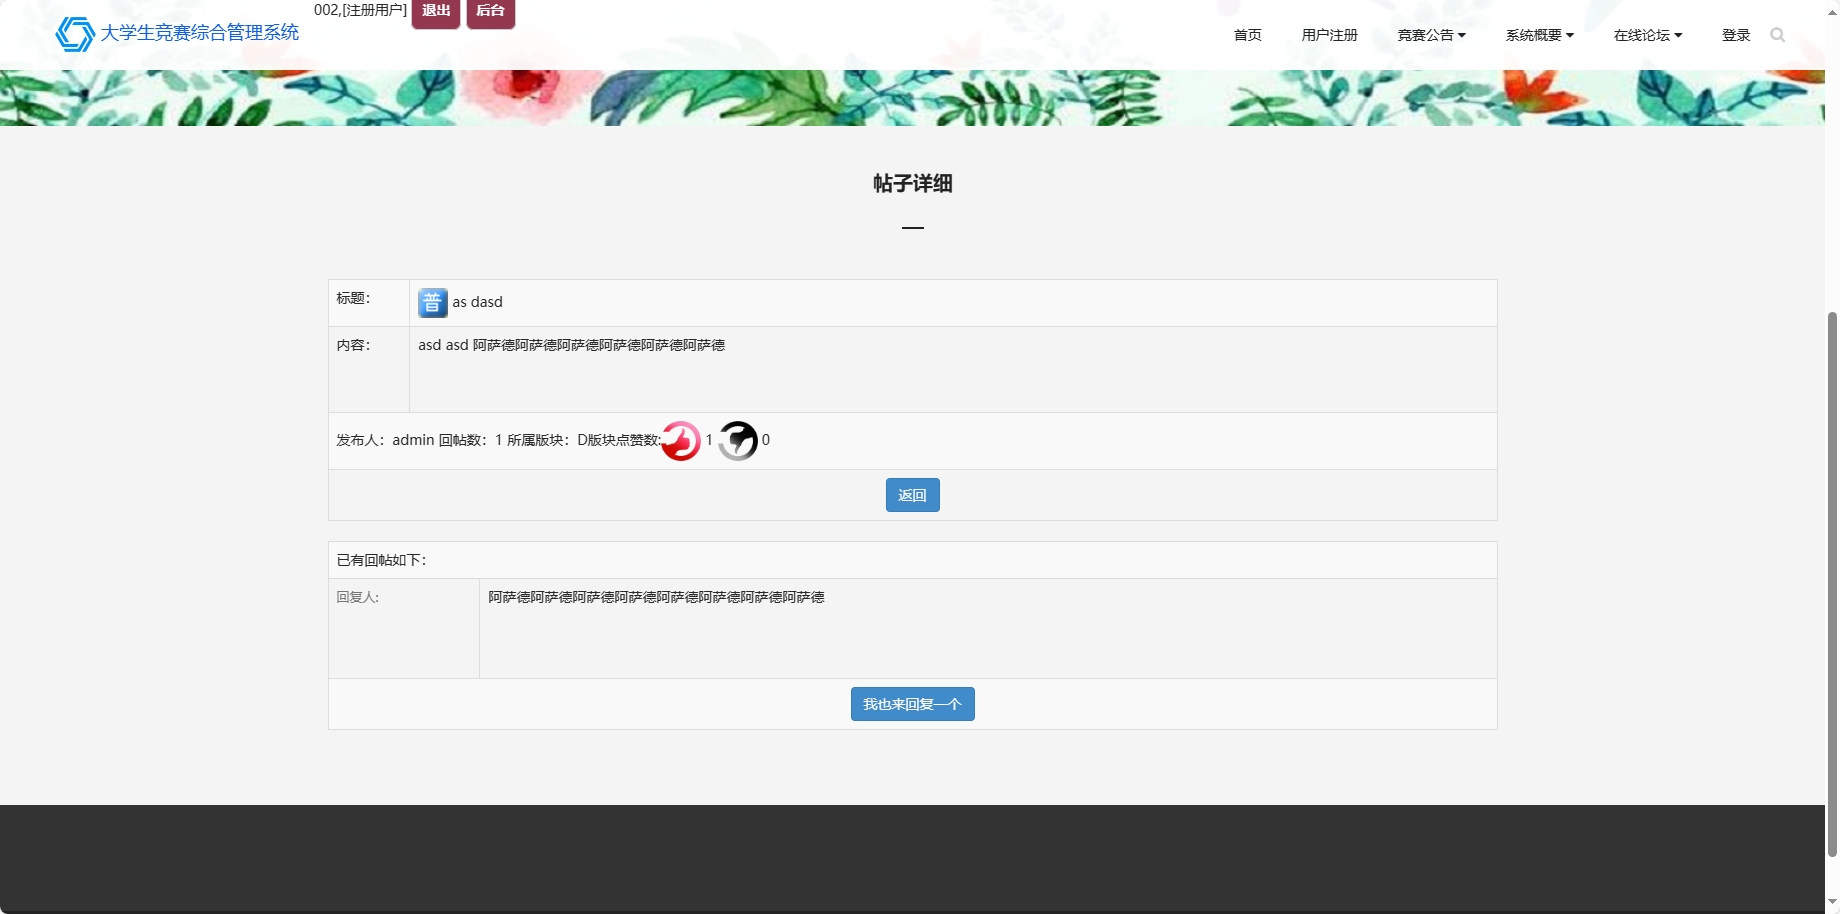 002,[注册用户] 退出 后台
大学生竞赛综合管理系统
首页 用户注册 竞赛公告 系统概要 在线论坛 登录
帖子详细
标题： 普 as dasd
内容： asd asd 阿萨德阿萨德阿萨德阿萨德阿萨德阿萨德
发布人：admin 回帖数：1 所属版块：D版块点赞数: 1 0
返回
已有回帖如下：
回复人: 阿萨德阿萨德阿萨德阿萨德阿萨德阿萨德阿萨德阿萨德
我也来回复一个